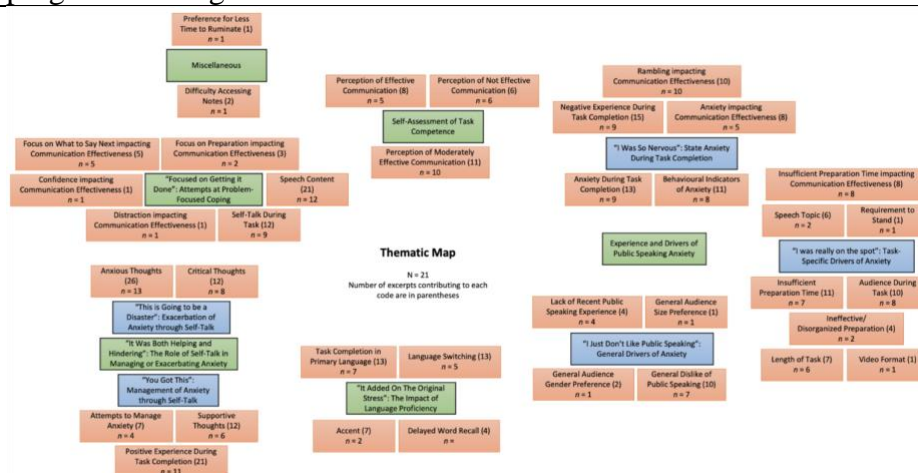 Preference for Less
Time to Ruminate (1)
n = 1
Miscellaneous
Difficulty Accessing
Notes (2)
n = 1
Perception of Effective
Communication (8)
n = 5
Perception of Not Effective
Communication (6)
n = 6
Self-Assessment of Task
Competence
Perception of Moderately
Effective Communication (11)
n = 10
Rambling impacting
Communication Effectiveness (10)
n = 10
Negative Experience During
Task Completion (15)
n = 9
Anxiety impacting
Communication Effectiveness (8)
n = 5
"I Was So Nervous": State Anxiety
During Task Completion
Anxiety During Task
Completion (13)
n = 9
Behavioural Indicators
of Anxiety (11)
n = 8
Focus on What to Say Next impacting
Communication Effectiveness (5)
n = 5
Focus on Preparation impacting
Communication Effectiveness (3)
n = 2
Confidence impacting
Communication Effectiveness (1)
n = 1
"Focused on Getting it
Done": Attempts at Problem-
Focused Coping
Speech Content
(21)
n = 12
Distraction impacting
Communication Effectiveness (1)
n = 1
Self-Talk During
Task (12)
n = 9
Insufficient Preparation Time impacting
Communication Effectiveness (8)
n = 8
Speech Topic (6)
n = 2
Requirement to
Stand (1)
n = 1
"I was really on the spot": Task-
Specific Drivers of Anxiety
Insufficient
Preparation Time (11)
n = 7
Audience During
Task (10)
n = 8
Ineffective/
Disorganized Preparation (4)
n = 2
Length of Task (7)
n = 6
Video Format (1)
n = 1
Experience and Drivers of
Public Speaking Anxiety
Thematic Map
N = 21
Number of excerpts contributing to each
code are in parentheses
Anxious Thoughts
(26)
n = 13
Critical Thoughts
(12)
n = 8
"This is Going to be a
Disaster": Exacerbation of
Anxiety through Self-Talk
"It Was Both Helping and
Hindering": The Role of Self-Talk in
Managing or Exacerbating Anxiety
"You Got This":
Management of Anxiety
through Self-Talk
Attempts to Manage
Anxiety (7)
n = 4
Supportive
Thoughts (12)
n = 6
Positive Experience During
Task Completion (21)
n = 11
Task Completion in
Primary Language (13)
n = 7
Language Switching (13)
n = 5
"It Added On The Original
Stress": The Impact of
Language Proficiency
Accent (7)
n = 2
Delayed Word Recall (4)
n =
Lack of Recent Public
Speaking Experience (4)
n = 4
General Audience
Size Preference (1)
n = 1
"I Just Don't Like Public Speaking":
General Drivers of Anxiety
General Audience
Gender Preference (2)
n = 1
General Dislike of
Public Speaking (10)
n = 7